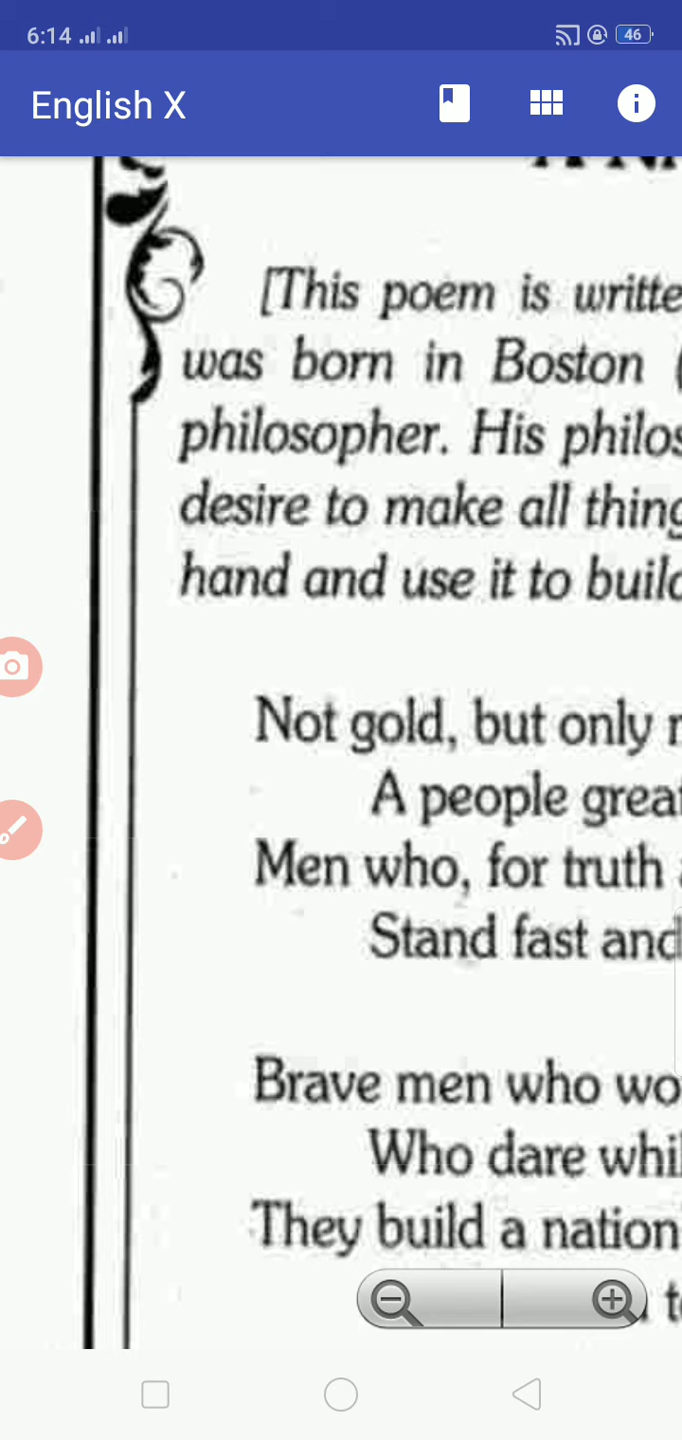 6:14 46
English X
[This poem is writte
was born in Boston (
philosopher. His philos
desire to make all thing
hand and use it to build
Not gold, but only
A people great
Men who, for truth
Stand fast and
Brave men who wo
Who dare whil
They build a nation